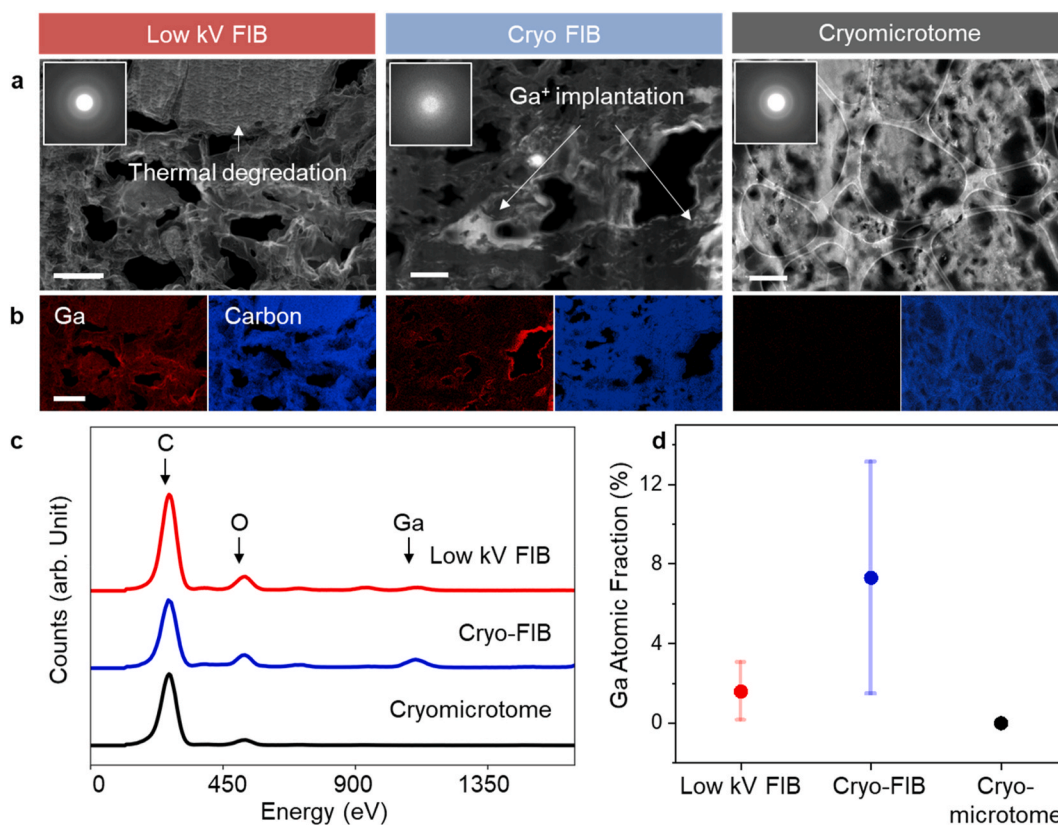 Low kV FIB
Cryo FIB
Cryomicrotome
a
Thermal degredation
Ga⁺ implantation
b
Ga
Carbon
c
C
O
Ga
Low kV FIB
Cryo-FIB
Cryomicrotome
Counts (arb. Unit)
0 450 900 1350
Energy (eV)
d
Ga Atomic Fraction (%)
12
8
4
0
Low kV FIB
Cryo-FIB
Cryo-
microtome